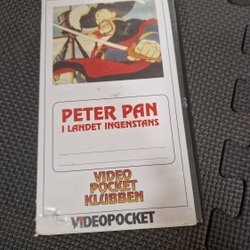 PETER PAN
I LANDET INGENSTANS
VIDEO
POCKET
KLUBBEN
VIDEOPOCKET